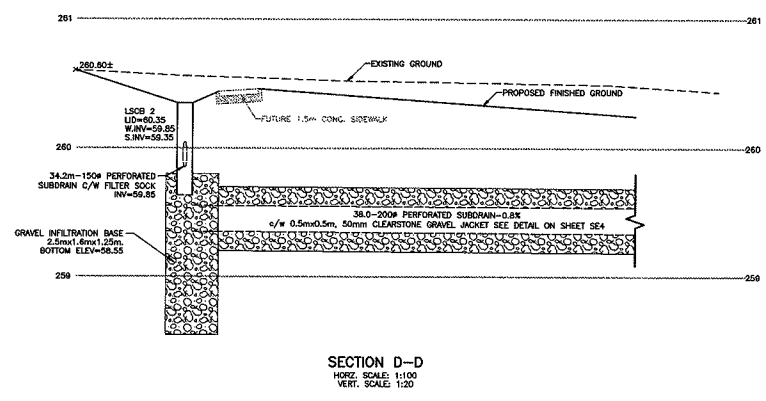 261
261
260.60±
EXISTING GROUND
PROPOSED FINISHED GROUND
LSCB 2
LID=60.35
W.INV=59.85
S.INV=59.35
FUTURE 1.5m CONC. SIDEWALK
260
260
34.2m-150ø PERFORATED
SUBDRAIN C/W FILTER SOCK
INV=59.85
38.0-200ø PERFORATED SUBDRAIN-0.8%
c/w 0.5mx0.5m, 50mm CLEARSTONE GRAVEL JACKET SEE DETAIL ON SHEET SE4
GRAVEL INFILTRATION BASE
2.5mx1.6mx1.25m.
BOTTOM ELEV=58.55
259
259
SECTION D-D
HORZ. SCALE: 1:100
VERT. SCALE: 1:20